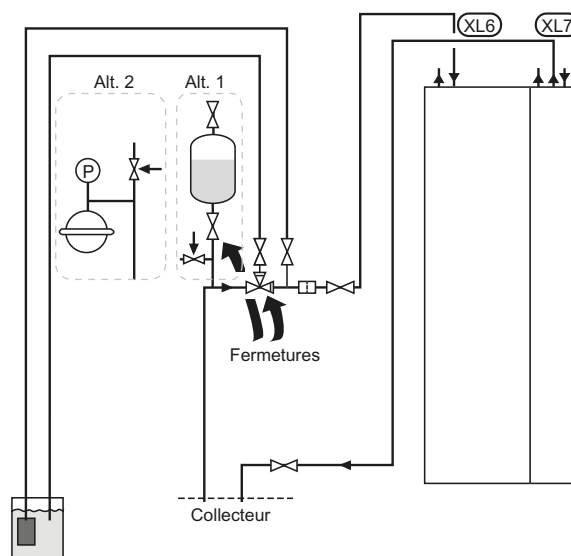 XL6
XL7
Alt. 2
Alt. 1
P
Fermetures
Collecteur